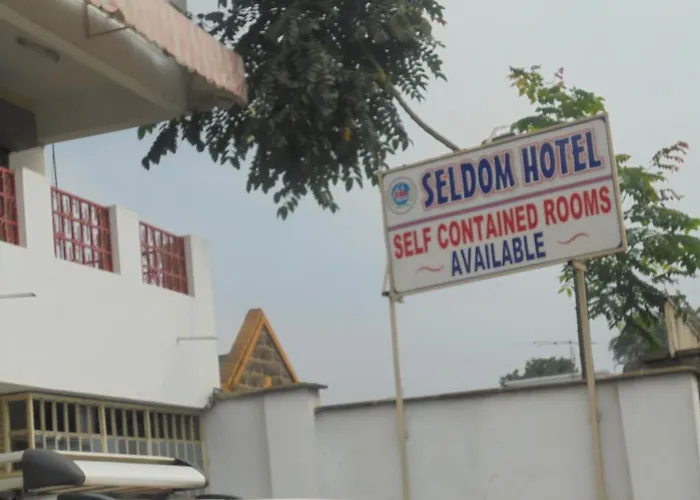 SELDOM HOTEL
SELF CONTAINED ROOMS
AVAILABLE